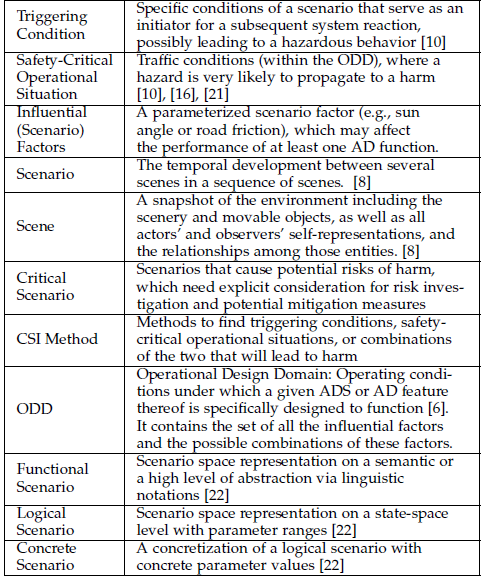 Triggering
Condition
Specific conditions of a scenario that serve as an
initiator for a subsequent system reaction,
possibly leading to a hazardous behavior [10]
Safety-Critical
Operational
Situation
Traffic conditions (within the ODD), where a
hazard is very likely to propagate to a harm
[10], [16], [21]
Influential
(Scenario)
Factors
A parameterized scenario factor (e.g., sun
angle or road friction), which may affect
the performance of at least one AD function.
Scenario
The temporal development between several
scenes in a sequence of scenes. [8]
Scene
A snapshot of the environment including the
scenery and movable objects, as well as all
actors' and observers' self-representations, and
the relationships among those entities. [8]
Critical
Scenario
Scenarios that cause potential risks of harm,
which need explicit consideration for risk inves-
tigation and potential mitigation measures
CSI Method
Methods to find triggering conditions, safety-
critical operational situations, or combinations
of the two that will lead to harm
ODD
Operational Design Domain: Operating condi-
tions under which a given ADS or AD feature
thereof is specifically designed to function [6].
It contains the set of all the influential factors
and the possible combinations of these factors.
Functional
Scenario
Scenario space representation on a semantic or
a high level of abstraction via linguistic
notations [22]
Logical
Scenario
Scenario space representation on a state-space
level with parameter ranges [22]
Concrete
Scenario
A concretization of a logical scenario with
concrete parameter values [22]